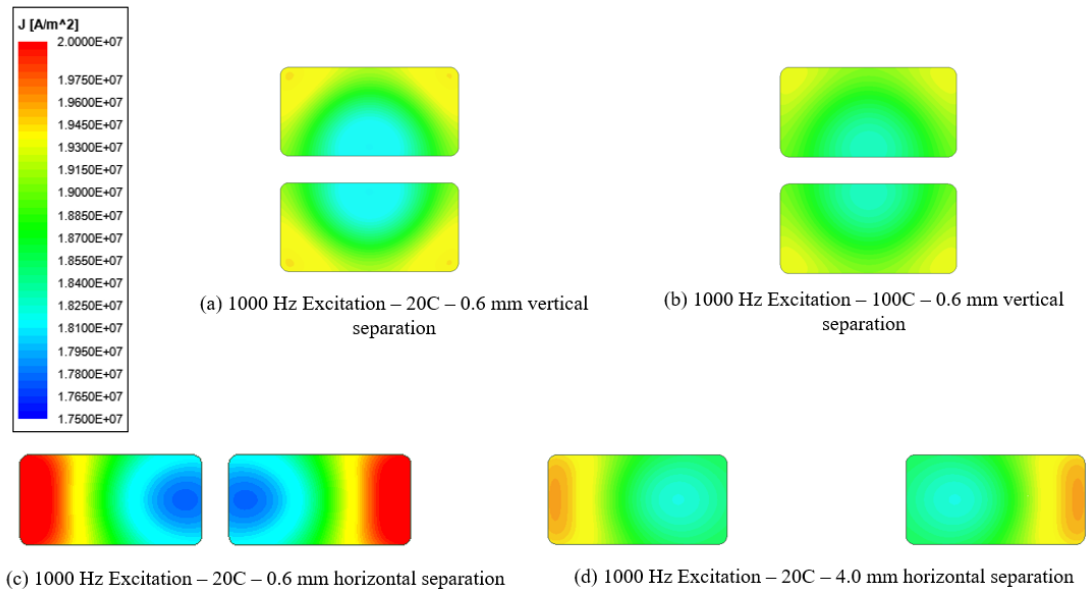 J [A/m^2]
2.0000E+07
1.9750E+07
1.9600E+07
1.9450E+07
1.9300E+07
1.9150E+07
1.9000E+07
1.8850E+07
1.8700E+07
1.8550E+07
1.8400E+07
1.8250E+07
1.8100E+07
1.7950E+07
1.7800E+07
1.7650E+07
1.7500E+07
(a) 1000 Hz Excitation – 20C – 0.6 mm vertical
separation
(b) 1000 Hz Excitation – 100C – 0.6 mm vertical
separation
(c) 1000 Hz Excitation – 20C – 0.6 mm horizontal separation
(d) 1000 Hz Excitation – 20C – 4.0 mm horizontal separation